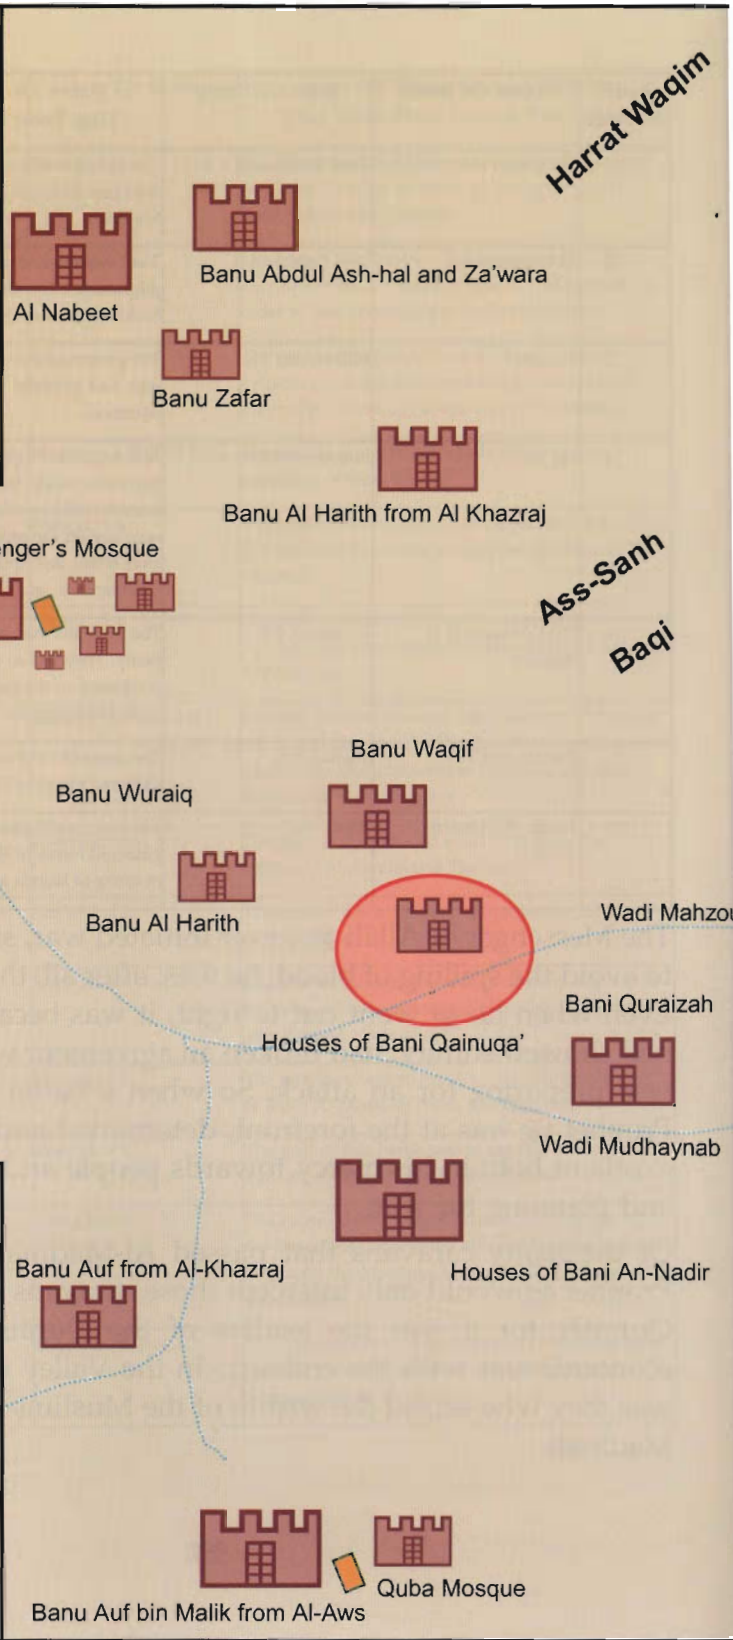 Harrat Waqim
Banu Abdul Ash-hal and Za'wara
Al Nabeet
Banu Zafar
Banu Al Harith from Al Khazraj
enger's Mosque
Ass-Sanh
Baqi
Banu Waqif
Banu Wuraiq
Banu Al Harith
Wadi Mahzou
Bani Quraizah
Houses of Bani Qainuqa'
Wadi Mudhaynab
Banu Auf from Al-Khazraj
Houses of Bani An-Nadir
Quba Mosque
Banu Auf bin Malik from Al-Aws